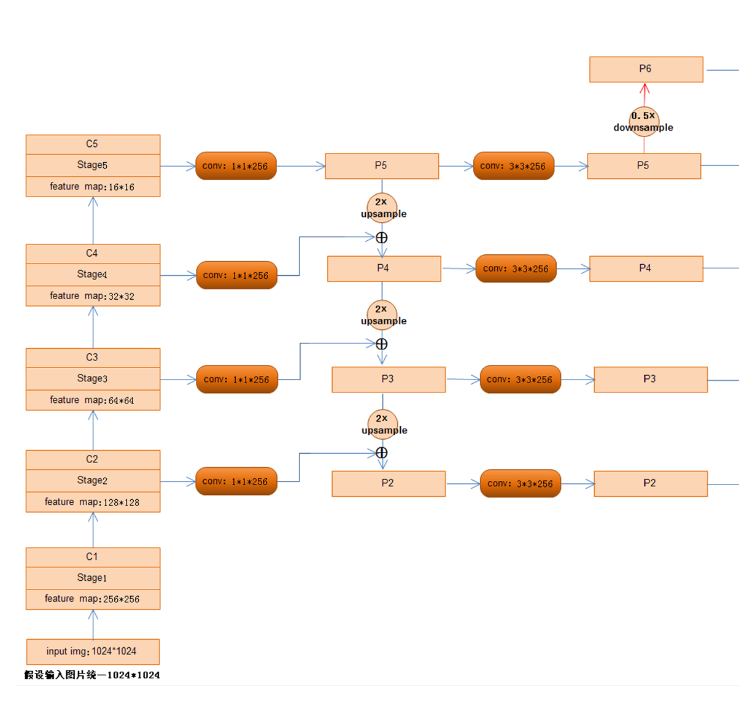 P6
0.5×
downsample
C5
Stage5
feature map:16*16
conv: 1*1*256
P5
conv: 3*3*256
P5
2×
upsample
C4
Stage4
feature map:32*32
conv: 1*1*256
P4
conv: 3*3*256
P4
2×
upsample
C3
Stage3
feature map:64*64
conv: 1*1*256
P3
conv: 3*3*256
P3
2×
upsample
C2
Stage2
feature map:128*128
conv: 1*1*256
P2
conv: 3*3*256
P2
C1
Stage1
feature map:256*256
input img:1024*1024
假设输入图片统一1024*1024